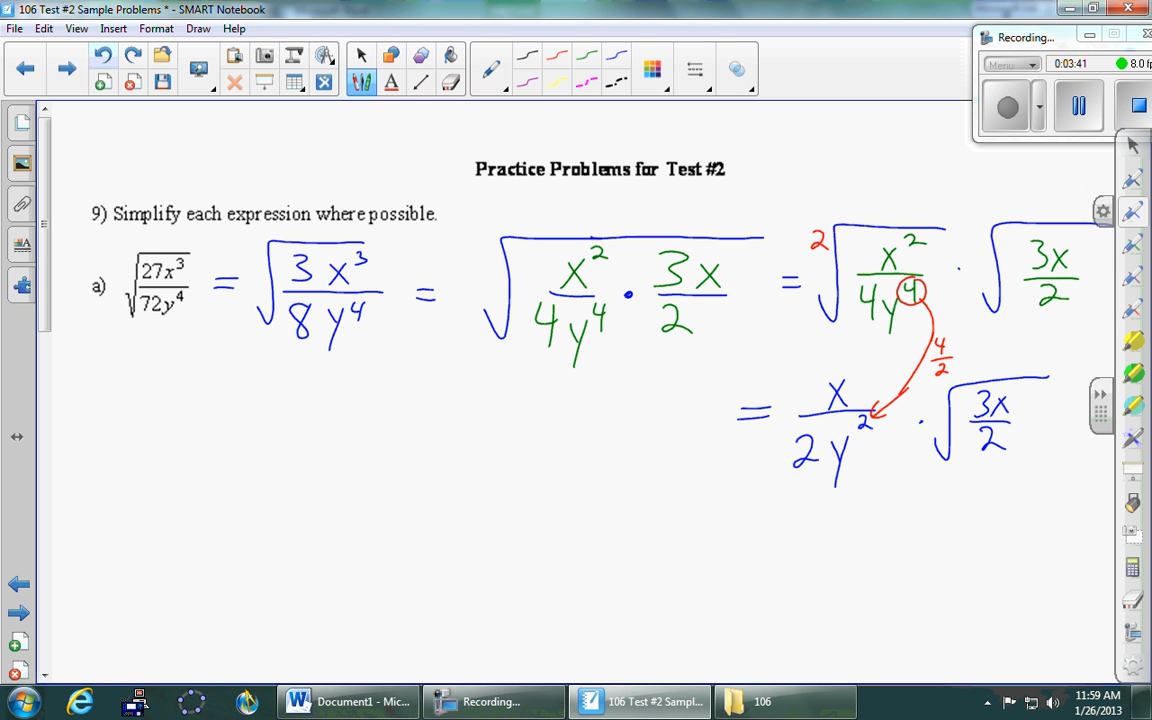 106 Test #2 Sample Problems * - SMART Notebook
File Edit View Insert Format Draw Help
Recording...
Menu 0:03:41 8.0 f
Practice Problems for Test #2
9) Simplify each expression where possible.
a) √(27x³/72y⁴) = √(3x³/8y⁴) = √(x²/4y⁴ · 3x/2) = ²√(x²/4y⁴) · √(3x/2)
4/2
= x/2y² · √(3x/2)
Document1 - Mic... Recording... 106 Test #2 Sampl... 106
11:59 AM
1/26/2013